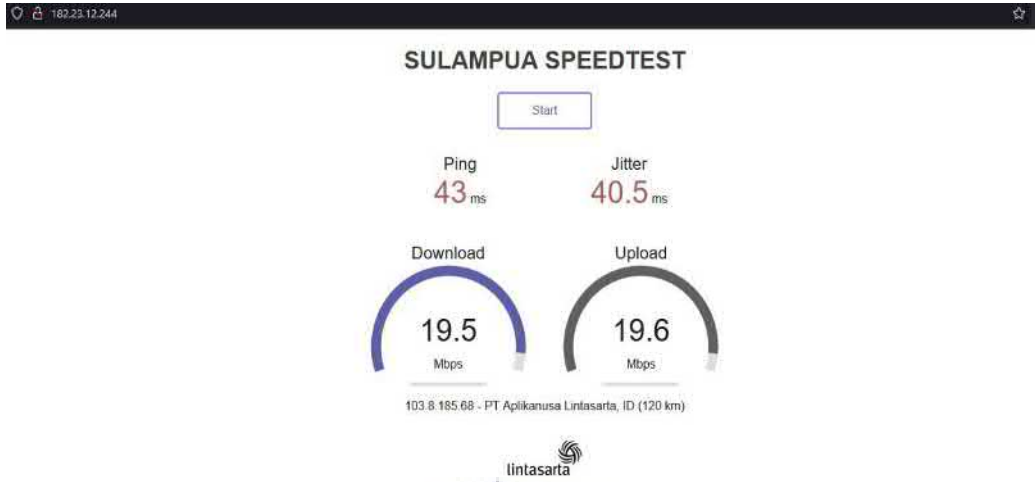 182.23.12.244
SULAMPUA SPEEDTEST
Start
Ping Jitter
43 ms 40.5 ms
Download Upload
19.5 19.6
Mbps Mbps
103.8.185.68 - PT Aplikanusa Lintasarta, ID (120 km)
lintasarta